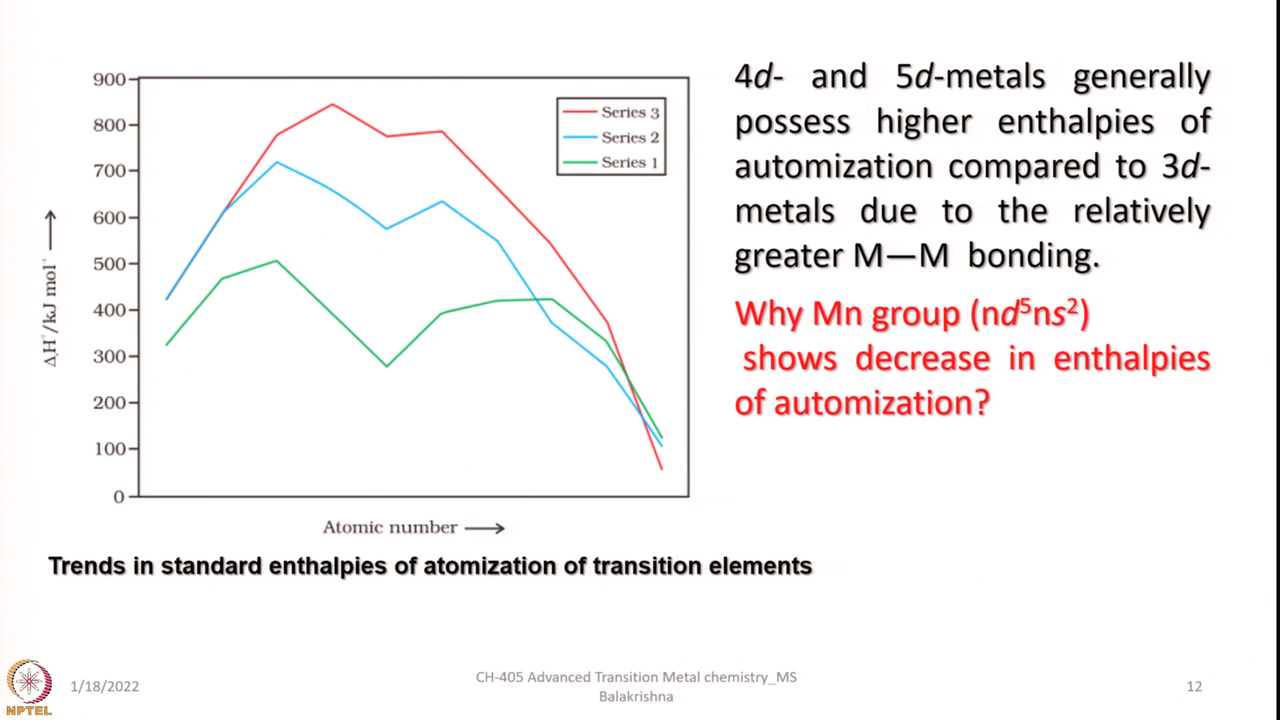 900
800
700
600
500
400
300
200
100
0
Series 3
Series 2
Series 1
ΔₐH°/kJ mol⁻¹
Atomic number
Trends in standard enthalpies of atomization of transition elements
4d- and 5d-metals generally
possess higher enthalpies of
automization compared to 3d-
metals due to the relatively
greater M—M bonding.
Why Mn group (nd⁵ns²)
shows decrease in enthalpies
of automization?
NPTEL
1/18/2022
CH-405 Advanced Transition Metal chemistry_MS
Balakrishna
12